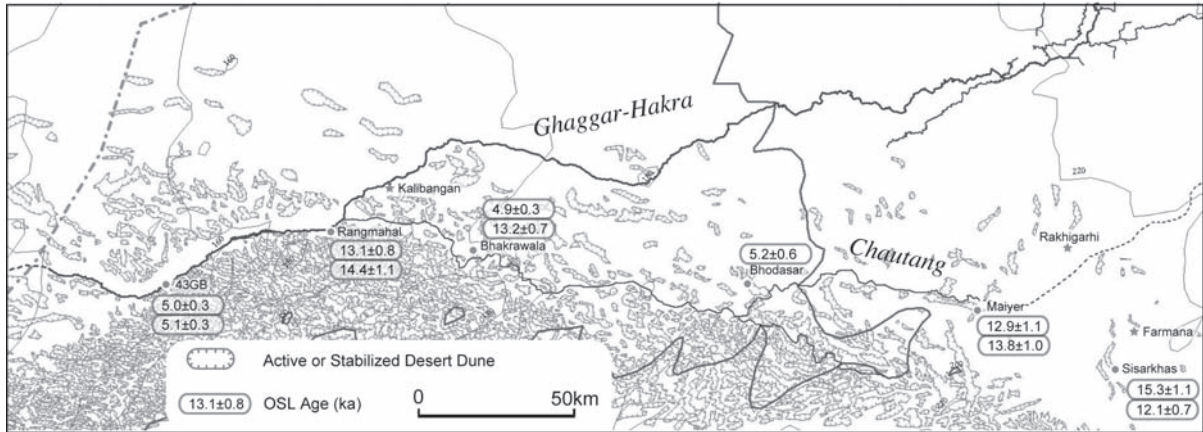 160
Ghaggar-Hakra
220
Kalibangan
4.9±0.3
13.2±0.7
Rangmahal
Bhakrawala
Rakhigarhi
13.1±0.8
14.4±1.1
5.2±0.6
Bhodasar
Chautang
43GB
5.0±0.3
5.1±0.3
Maiyer
12.9±1.1
13.8±1.0
Farmana
Sisarkhas
15.3±1.1
12.1±0.7
Active or Stabilized Desert Dune
13.1±0.8 OSL Age (ka)
0 50km